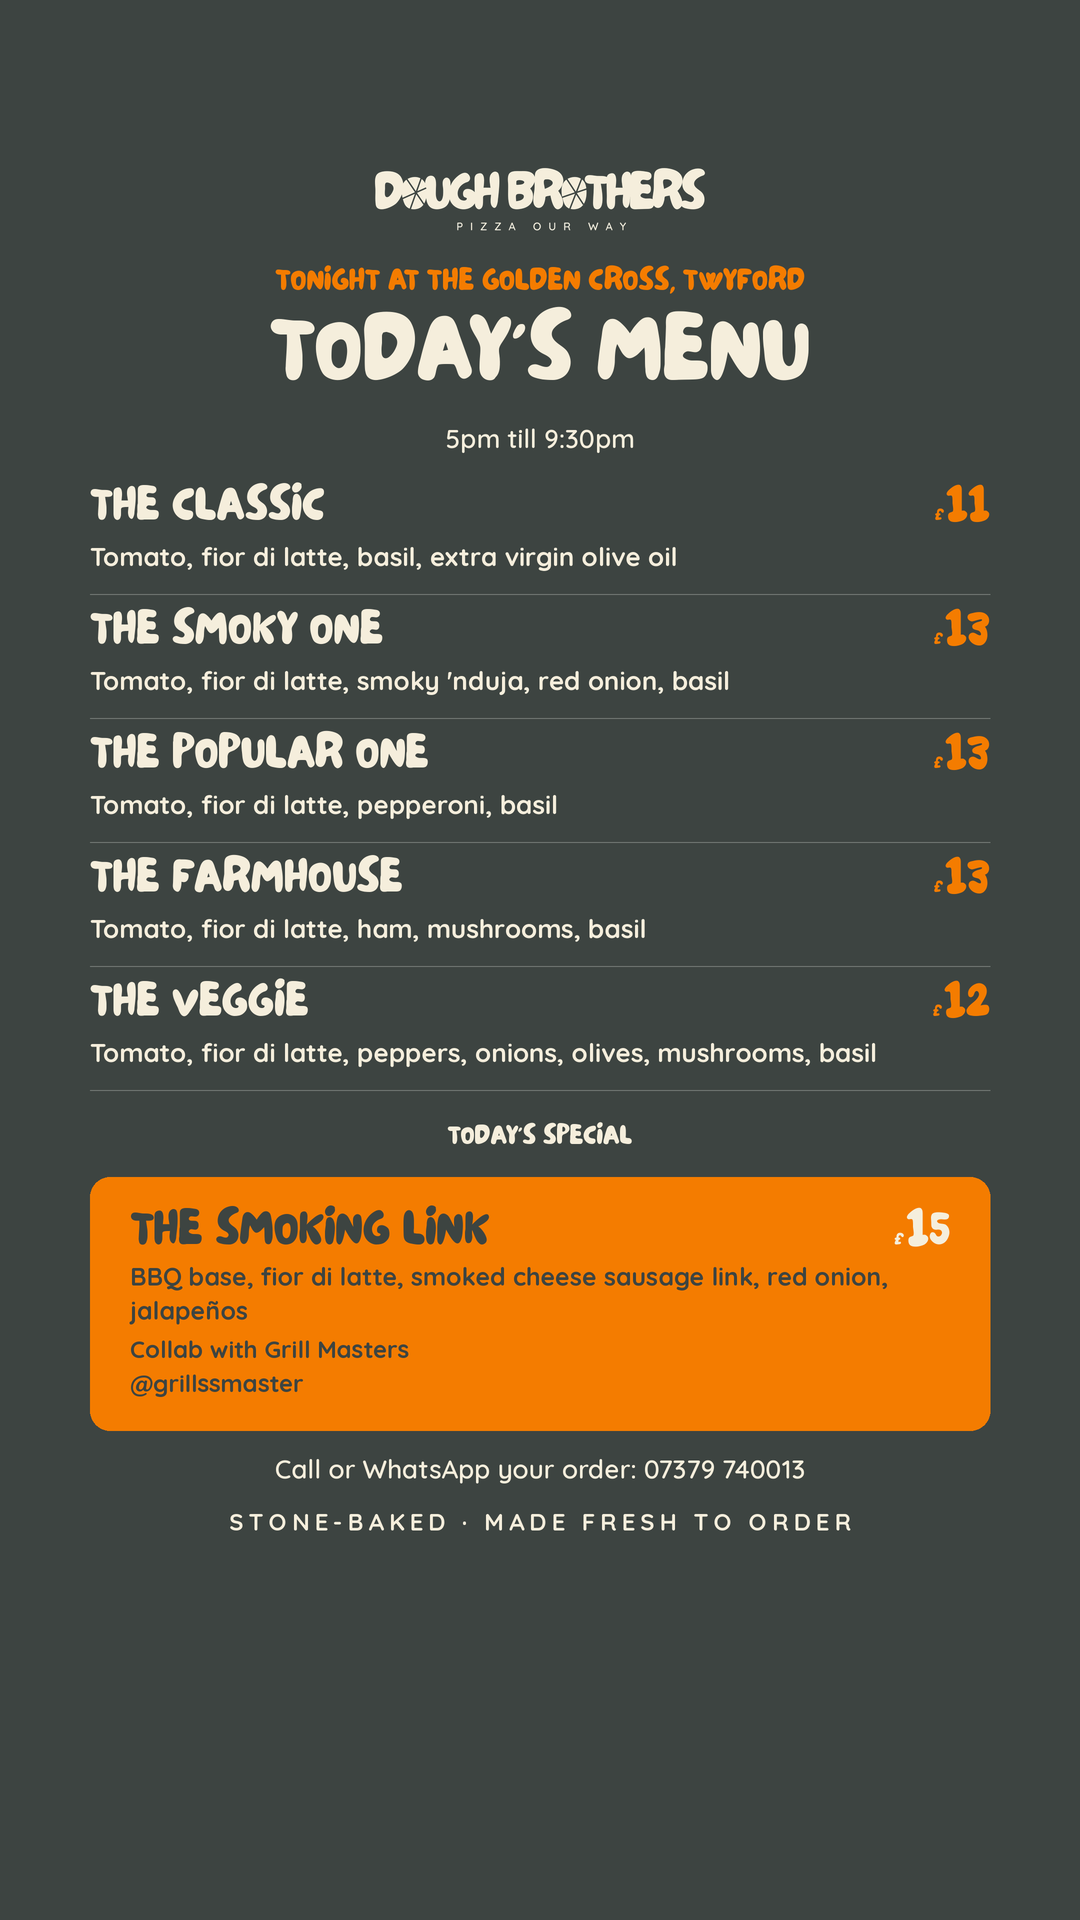 DOUGH BROTHERS
PIZZA OUR WAY
TONIGHT AT THE GOLDEN CROSS, TWYFORD
TODAY'S MENU
5pm till 9:30pm
THE CLASSIC £11
Tomato, fior di latte, basil, extra virgin olive oil
THE SMOKY ONE £13
Tomato, fior di latte, smoky 'nduja, red onion, basil
THE POPULAR ONE £13
Tomato, fior di latte, pepperoni, basil
THE FARMHOUSE £13
Tomato, fior di latte, ham, mushrooms, basil
THE VEGGIE £12
Tomato, fior di latte, peppers, onions, olives, mushrooms, basil
TODAY'S SPECIAL
THE SMOKING LINK £15
BBQ base, fior di latte, smoked cheese sausage link, red onion,
jalapeños
Collab with Grill Masters
@grillssmaster
Call or WhatsApp your order: 07379 740013
STONE-BAKED · MADE FRESH TO ORDER